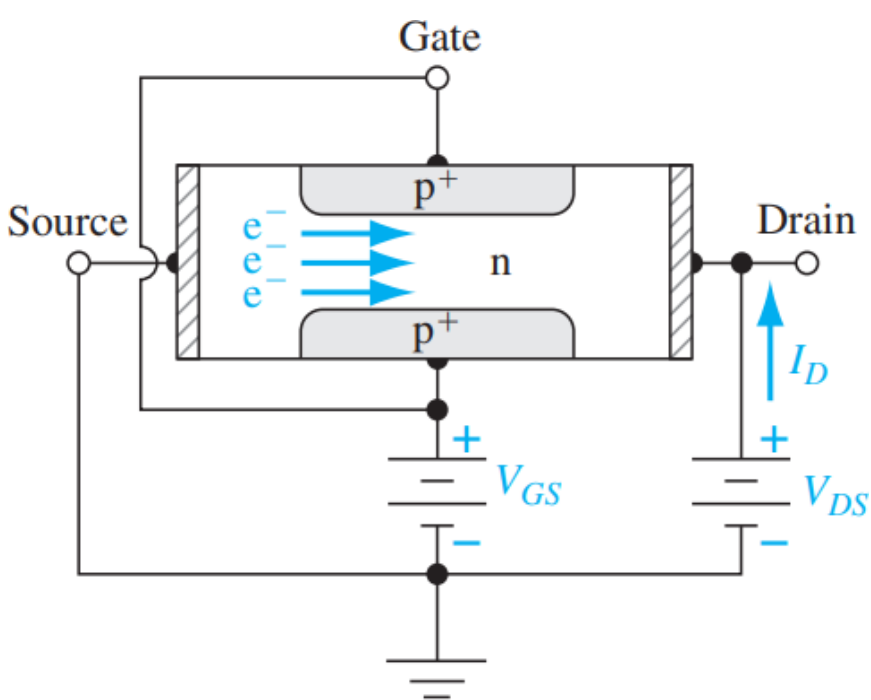 Gate
p⁺
Source
Drain
e⁻
e⁻
n
e⁻
p⁺
I_D
+
+
V_GS
V_DS
−
−